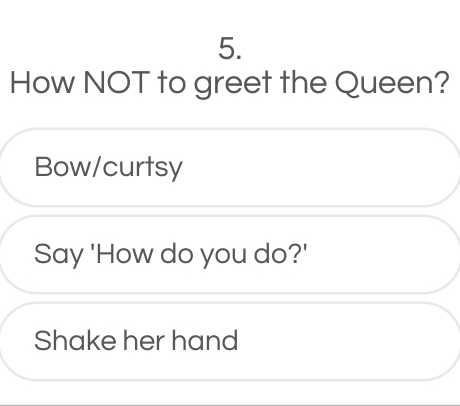 5.
How NOT to greet the Queen?
Bow/curtsy
Say 'How do you do?'
Shake her hand